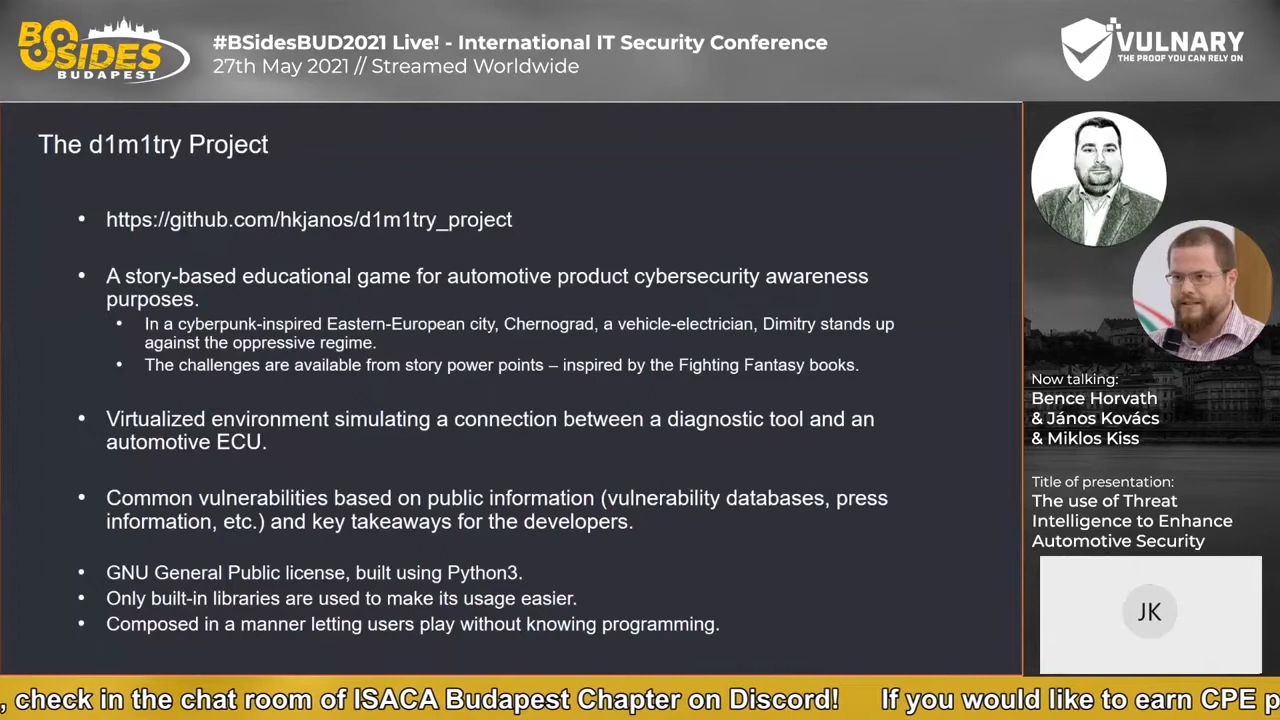 BSIDES
BUDAPEST
#BSidesBUD2021 Live! - International IT Security Conference
27th May 2021 // Streamed Worldwide
VULNARY
THE PROOF YOU CAN RELY ON
The d1m1try Project
• https://github.com/hkjanos/d1m1try_project
• A story-based educational game for automotive product cybersecurity awareness
purposes.
• In a cyberpunk-inspired Eastern-European city, Chernograd, a vehicle-electrician, Dimitry stands up
against the oppressive regime.
• The challenges are available from story power points – inspired by the Fighting Fantasy books.
• Virtualized environment simulating a connection between a diagnostic tool and an
automotive ECU.
• Common vulnerabilities based on public information (vulnerability databases, press
information, etc.) and key takeaways for the developers.
• GNU General Public license, built using Python3.
• Only built-in libraries are used to make its usage easier.
• Composed in a manner letting users play without knowing programming.
Now talking:
Bence Horvath
& János Kovács
& Miklos Kiss
Title of presentation:
The use of Threat
Intelligence to Enhance
Automotive Security
JK
, check in the chat room of ISACA Budapest Chapter on Discord! If you would like to earn CPE p